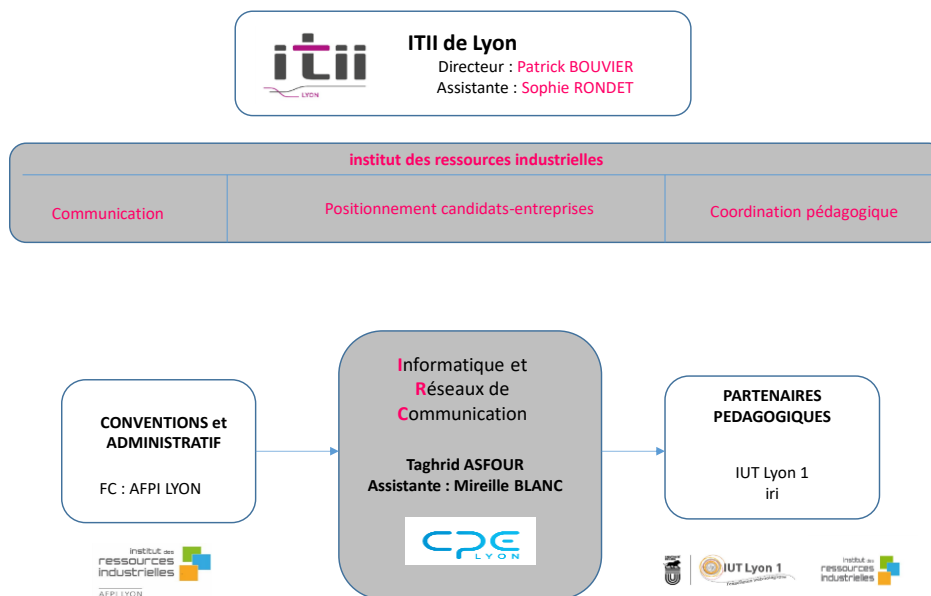 itii
LYON
ITII de Lyon
Directeur : Patrick BOUVIER
Assistante : Sophie RONDET
institut des ressources industrielles
Communication
Positionnement candidats-entreprises
Coordination pédagogique
CONVENTIONS et
ADMINISTRATIF
FC : AFPI LYON
Informatique et
Réseaux de
Communication
Taghrid ASFOUR
Assistante : Mireille BLANC
CPE
LYON
PARTENAIRES
PEDAGOGIQUES
IUT Lyon 1
iri
institut des
ressources
industrielles
AFPI LYON
IUT Lyon 1
institut des
ressources
industrielles